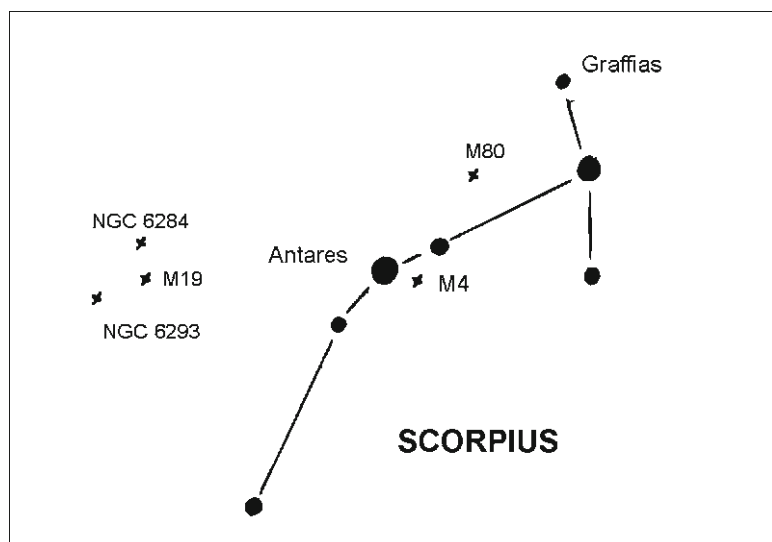 Graffias
M80
NGC 6284
Antares
M19
M4
NGC 6293
SCORPIUS